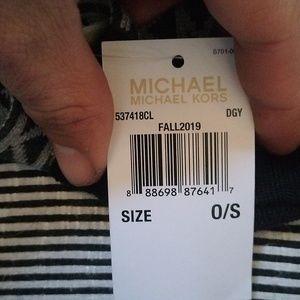 MICHAEL
MICHAEL KORS
537418CL DGY
FALL2019
8 88698 87641 7
SIZE O/S